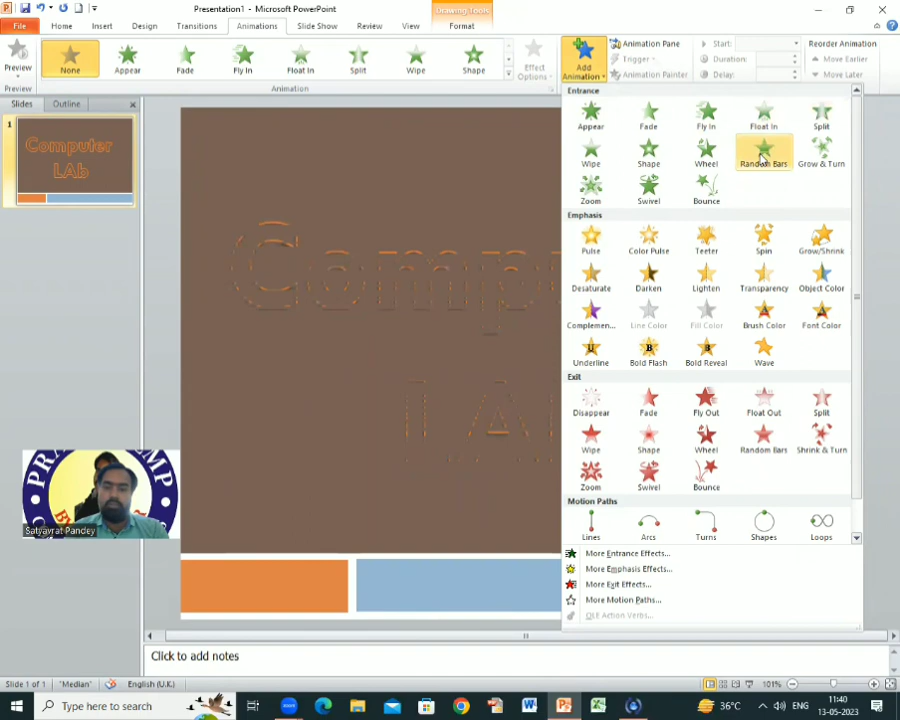 Presentation1 - Microsoft PowerPoint
Drawing Tools
File Home Insert Design Transitions Animations Slide Show Review View Format
Preview
None Appear Fade Fly In Float In Split Wipe Shape
Effect Options
Add Animation
Animation Pane
Trigger
Animation Painter
Start:
Duration:
Delay:
Reorder Animation
Move Earlier
Move Later
Preview Animation
Slides Outline
1
Computer
LAb
Comp
LA
Entrance
Appear Fade Fly In Float In Split
Wipe Shape Wheel Random Bars Grow & Turn
Zoom Swivel Bounce
Emphasis
Pulse Color Pulse Teeter Spin Grow/Shrink
Desaturate Darken Lighten Transparency Object Color
Complemen... Line Color Fill Color Brush Color Font Color
Underline Bold Flash Bold Reveal Wave
Exit
Disappear Fade Fly Out Float Out Split
Wipe Shape Wheel Random Bars Shrink & Turn
Zoom Swivel Bounce
Motion Paths
Lines Arcs Turns Shapes Loops
More Entrance Effects...
More Emphasis Effects...
More Exit Effects...
More Motion Paths...
OLE Action Verbs...
Satyavrat Pandey
Click to add notes
Slide 1 of 1 "Median" English (U.K.) 101%
Type here to search
36°C ENG
11:40
13-05-2023